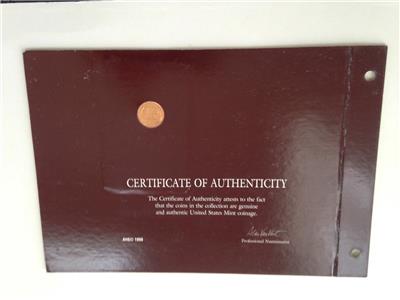 CERTIFICATE OF AUTHENTICITY
The Certificate of Authenticity attests to the fact
that the coins in the collection are genuine
and authentic United States Mint coinage.
Professional Numismatist